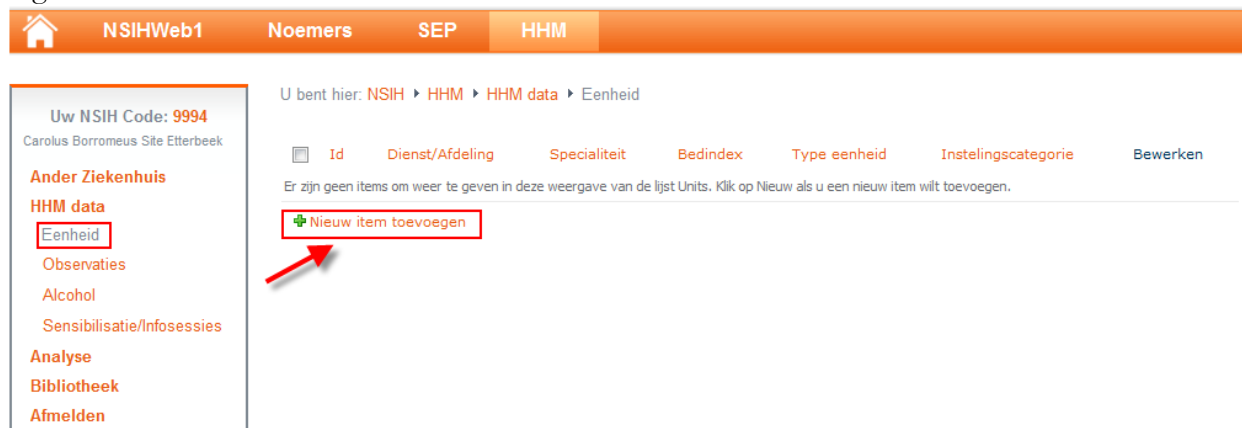 NSIHWeb1 Noemers SEP HHM
Uw NSIH Code: 9994
Carolus Borromeus Site Etterbeek
Ander Ziekenhuis
HHM data
Eenheid
Observaties
Alcohol
Sensibilisatie/Infosessies
Analyse
Bibliotheek
Afmelden
U bent hier: NSIH HHM HHM data Eenheid
Id Dienst/Afdeling Specialiteit Bedindex Type eenheid Instelingscategorie Bewerken
Er zijn geen items om weer te geven in deze weergave van de lijst Units. Klik op Nieuw als u een nieuw item wilt toevoegen.
Nieuw item toevoegen